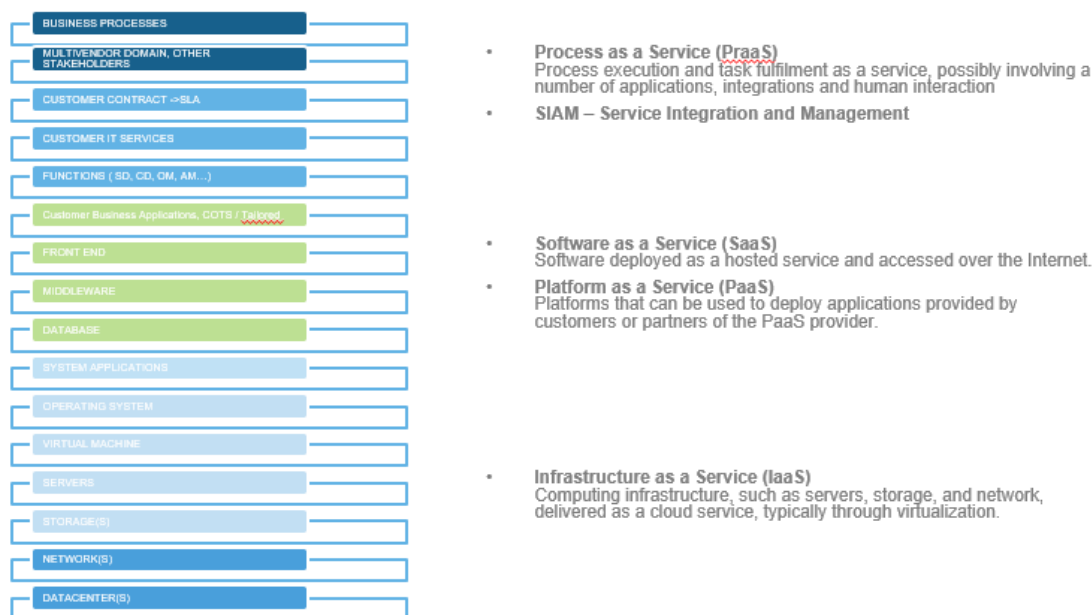 BUSINESS PROCESSES
MULTIVENDOR DOMAIN, OTHER
STAKEHOLDERS
CUSTOMER CONTRACT ->SLA
CUSTOMER IT SERVICES
FUNCTIONS ( SD, CD, OM, AM...)
Customer Business Applications, COTS / Tailored
FRONT END
MIDDLEWARE
DATABASE
SYSTEM APPLICATIONS
OPERATING SYSTEM
VIRTUAL MACHINE
SERVERS
STORAGE(S)
NETWORK(S)
DATACENTER(S)
• Process as a Service (PraaS)
Process execution and task fulfilment as a service, possibly involving a
number of applications, integrations and human interaction
• SIAM – Service Integration and Management
• Software as a Service (SaaS)
Software deployed as a hosted service and accessed over the Internet.
• Platform as a Service (PaaS)
Platforms that can be used to deploy applications provided by
customers or partners of the PaaS provider.
• Infrastructure as a Service (IaaS)
Computing infrastructure, such as servers, storage, and network,
delivered as a cloud service, typically through virtualization.